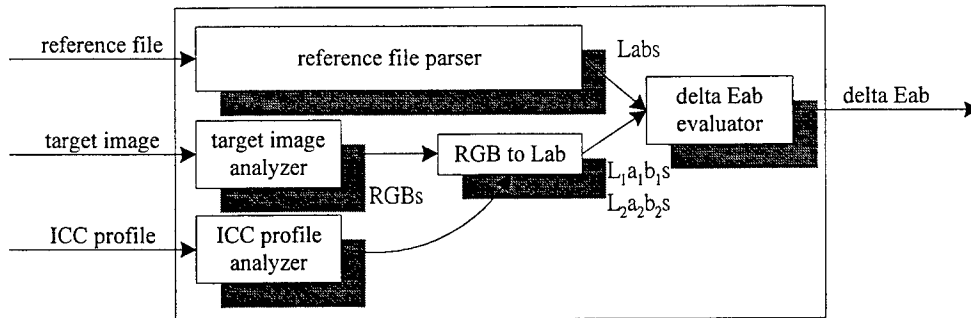 reference file
reference file parser
Labs
delta Eab
evaluator
delta Eab
target image
target image
analyzer
RGBs
RGB to Lab
L₁a₁b₁s
L₂a₂b₂s
ICC profile
ICC profile
analyzer